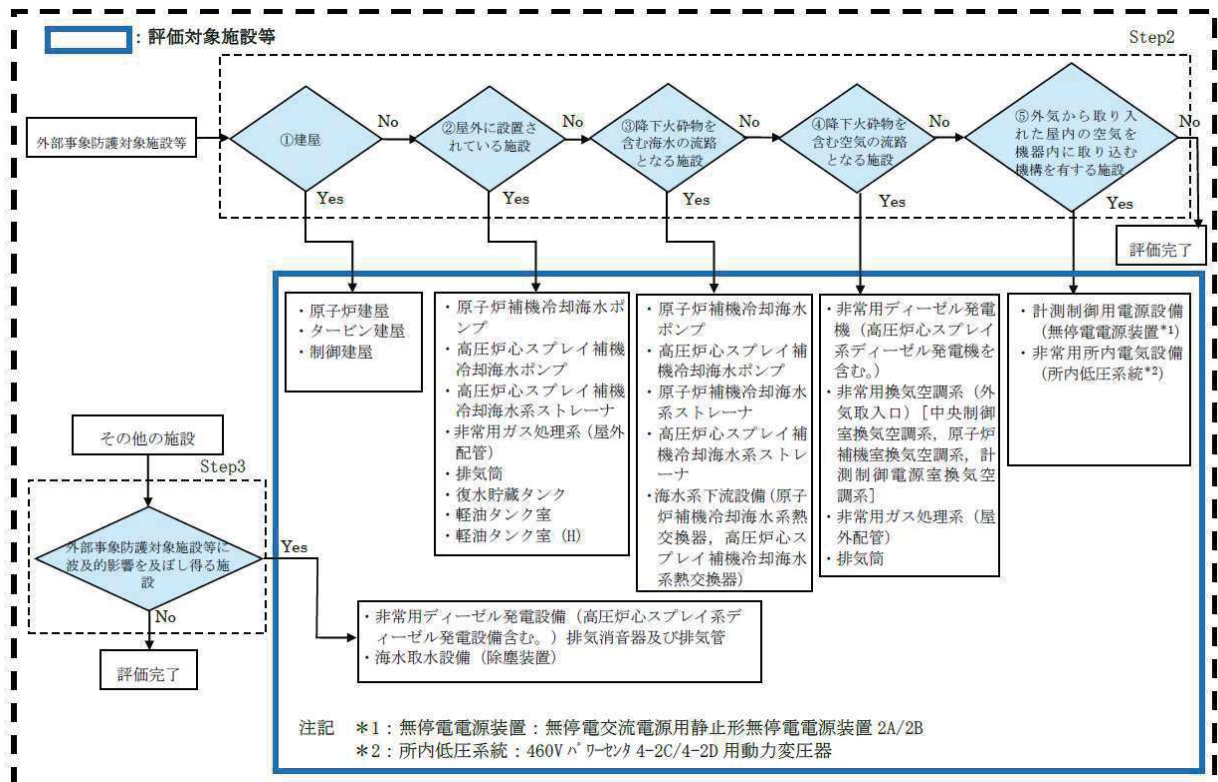 ：評価対象施設等
Step2
外部事象防護対象施設等
①建屋
No
②屋外に設置さ
れている施設
No
③降下火砕物を
含む海水の流路
となる施設
No
④降下火砕物を
含む空気の流路
となる施設
No
⑤外気から取り入
れた屋内の空気を
機器内に取り込む
機構を有する施設
No
Yes
Yes
Yes
Yes
Yes
評価完了
・原子炉建屋
・タービン建屋
・制御建屋
・原子炉補機冷却海水ポ
ンプ
・高圧炉心スプレイ補機
冷却海水ポンプ
・高圧炉心スプレイ補機
冷却海水系ストレーナ
・非常用ガス処理系（屋外
配管）
・排気筒
・復水貯蔵タンク
・軽油タンク室
・軽油タンク室（H）
・原子炉補機冷却海水
ポンプ
・高圧炉心スプレイ補
機冷却海水ポンプ
・原子炉補機冷却海水
系ストレーナ
・高圧炉心スプレイ補
機冷却海水系ストレ
ーナ
・海水系下流設備（原子
炉補機冷却海水系熱
交換器，高圧炉心ス
プレイ補機冷却海水
系熱交換器）
・非常用ディーゼル発電
機（高圧炉心スプレイ
系ディーゼル発電機を
含む。）
・非常用換気空調系（外
気取入口）［中央制御
室換気空調系，原子炉
補機室換気空調系，計
測制御電源室換気空
調系］
・非常用ガス処理系（屋
外配管）
・排気筒
・計測制御用電源設備
（無停電電源装置*1）
・非常用所内電気設備
（所内低圧系統*2）
その他の施設
Step3
外部事象防護対象施設等に
波及的影響を及ぼし得る施
設
Yes
No
評価完了
・非常用ディーゼル発電設備（高圧炉心スプレイ系デ
ィーゼル発電設備含む。）排気消音器及び排気管
・海水取水設備（除塵装置）
注記　＊1：無停電電源装置：無停電交流電源用静止形無停電電源装置 2A/2B
＊2：所内低圧系統：460V ﾊﾟﾜｰｾﾝﾀ 4-2C/4-2D 用動力変圧器